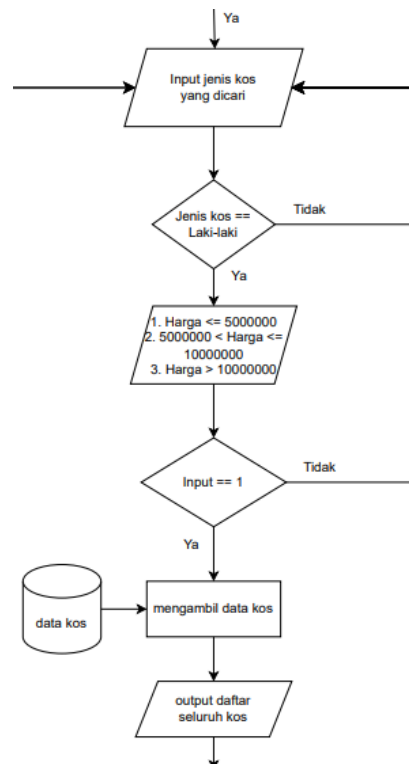 Ya
Input jenis kos
yang dicari
Jenis kos ==
Laki-laki
Tidak
Ya
1. Harga <= 5000000
2. 5000000 < Harga <=
10000000
3. Harga > 10000000
Input == 1
Tidak
Ya
data kos
mengambil data kos
output daftar
seluruh kos